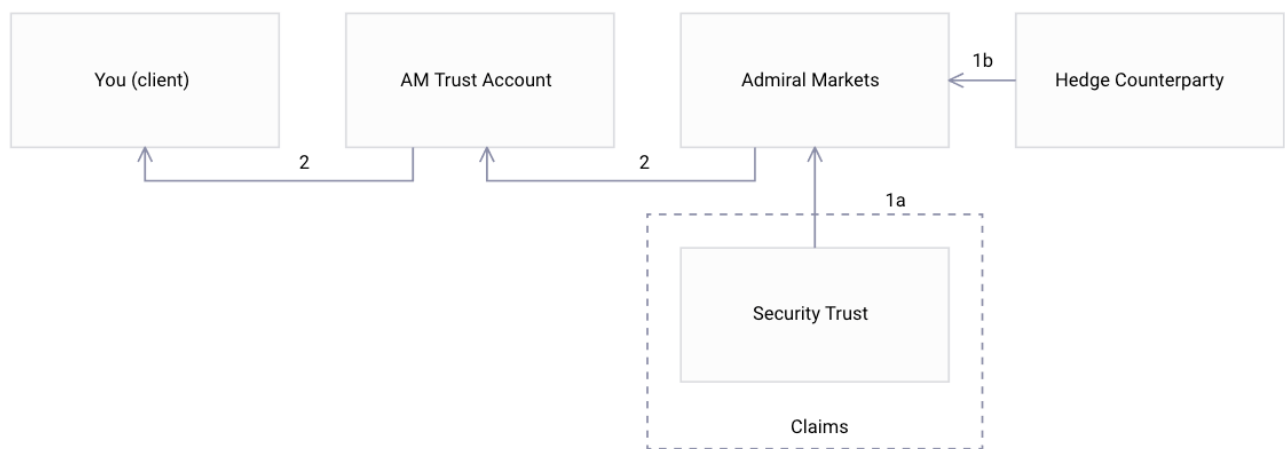 You (client)
AM Trust Account
Admiral Markets
1b
Hedge Counterparty
2
2
1a
Security Trust
Claims